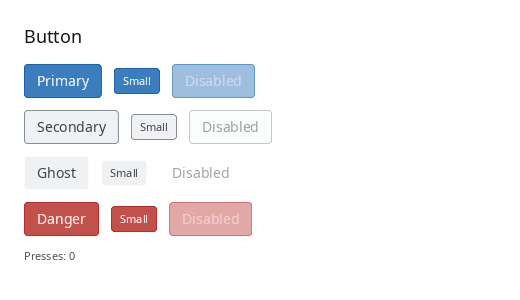 Button
Primary Small Disabled
Secondary Small Disabled
Ghost Small Disabled
Danger Small Disabled
Presses: 0